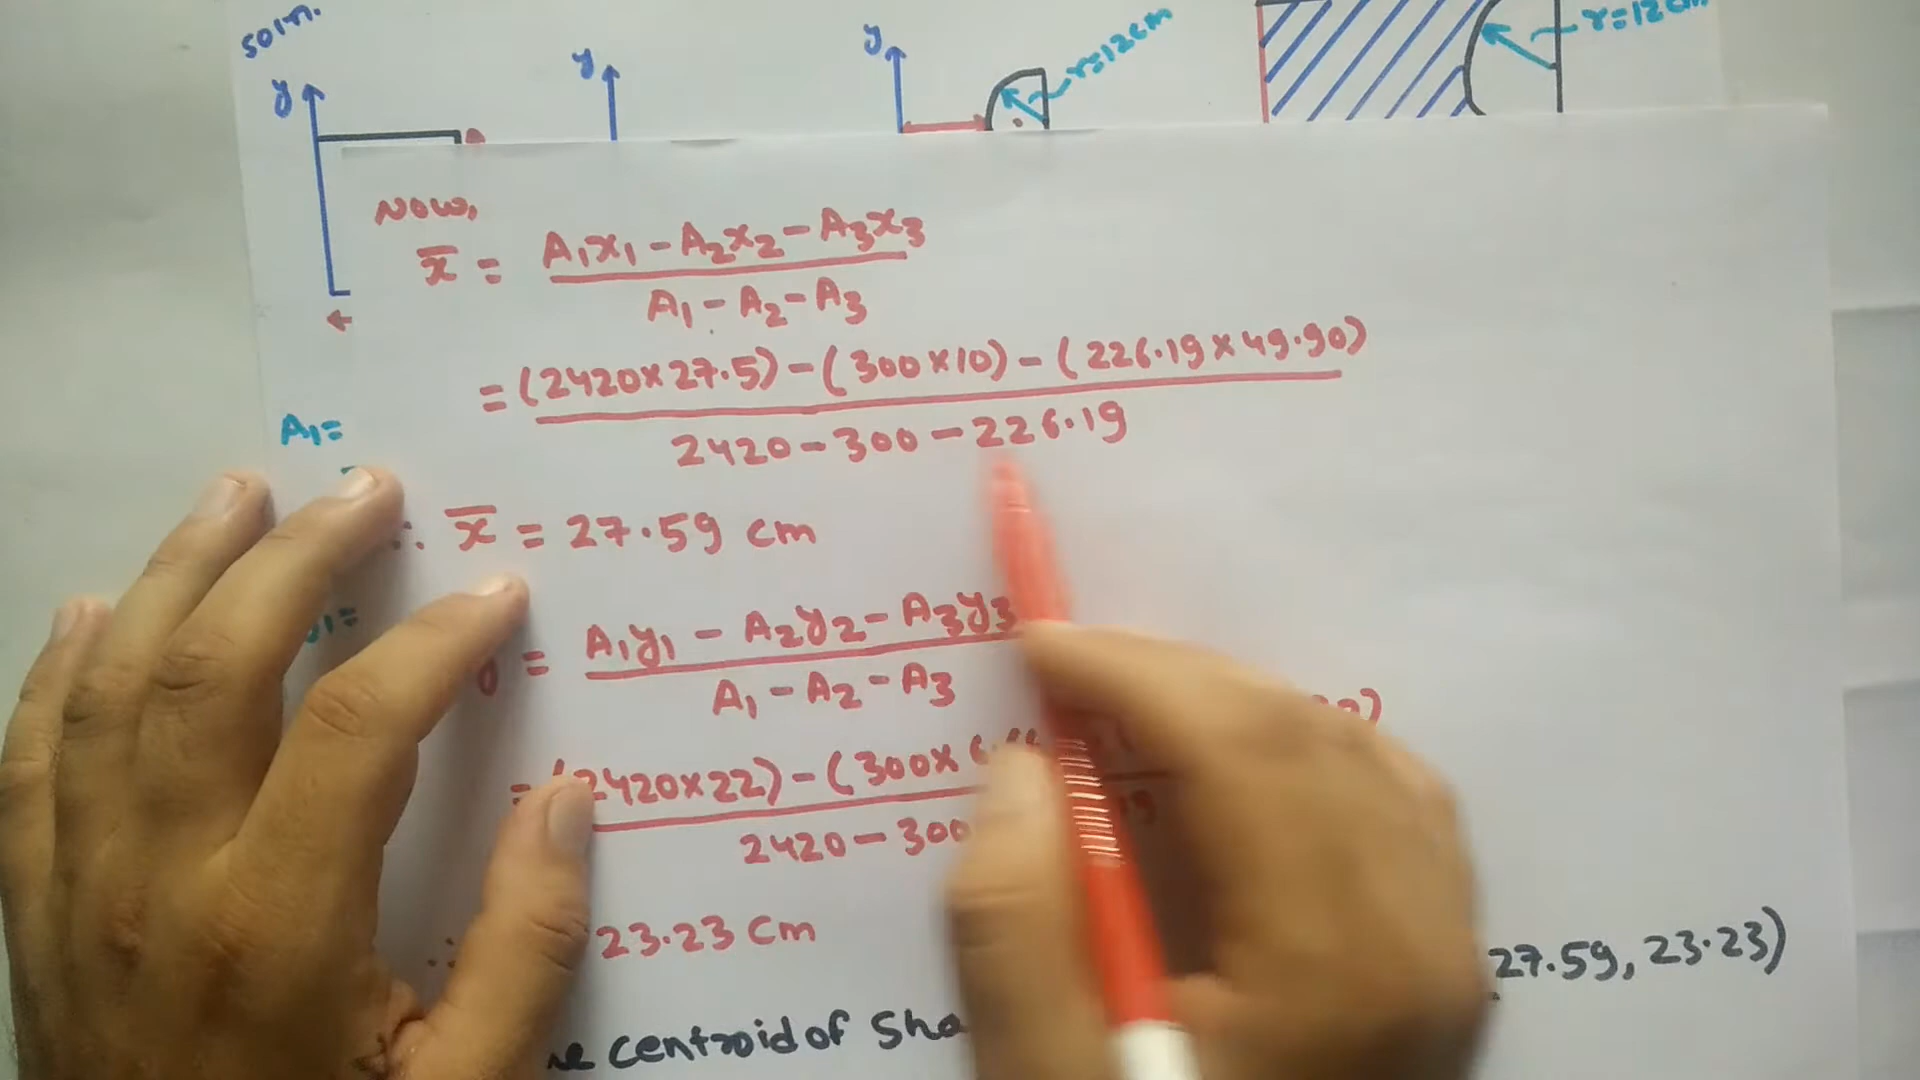 soln.
y
y
y
r=12cm
r=12cm
Now,
x̄ = A₁x₁ - A₂x₂ - A₃x₃
A₁ - A₂ - A₃
= (2420×27.5) - (300×10) - (226.19×49.90)
2420 - 300 - 226.19
A₁=
∴ x̄ = 27.59 cm
= A₁y₁ - A₂y₂ - A₃y₃
A₁ - A₂ - A₃
= (2420×22) - (300×
2420 - 300
23.23 cm
27.59, 23.23)
centroid of